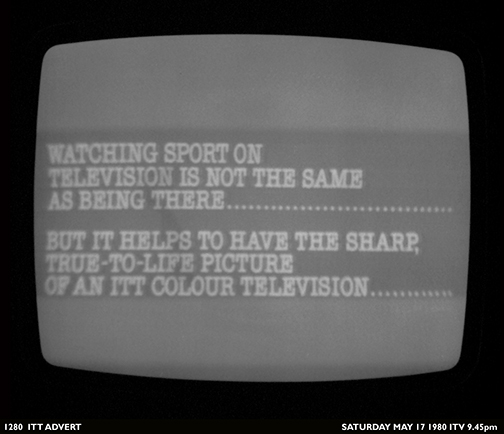 WATCHING SPORT ON
TELEVISION IS NOT THE SAME
AS BEING THERE................................
BUT IT HELPS TO HAVE THE SHARP,
TRUE-TO-LIFE PICTURE
OF AN ITT COLOUR TELEVISION............
1280 ITT ADVERT
SATURDAY MAY 17 1980 ITV 9.45pm